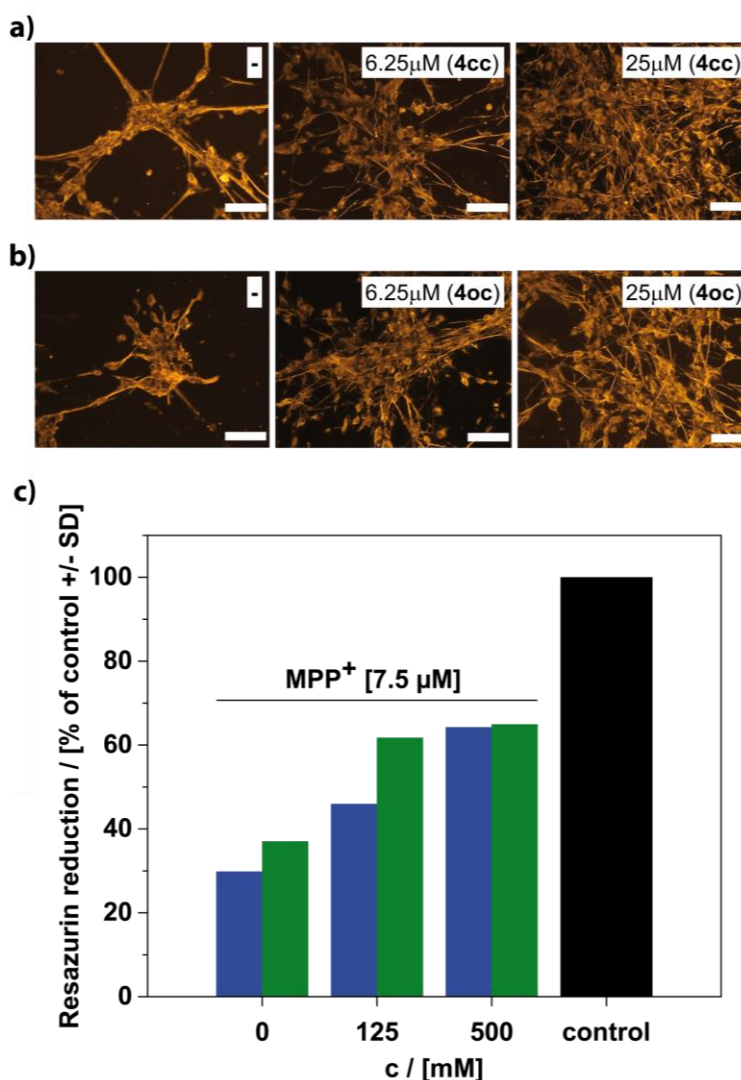 a)
-
6.25μM (4cc)
25μM (4cc)
b)
-
6.25μM (4oc)
25μM (4oc)
c)
Resazurin reduction / [% of control +/- SD]
100
80
60
40
20
0
MPP+ [7.5 μM]
0 125 500 control
c / [mM]